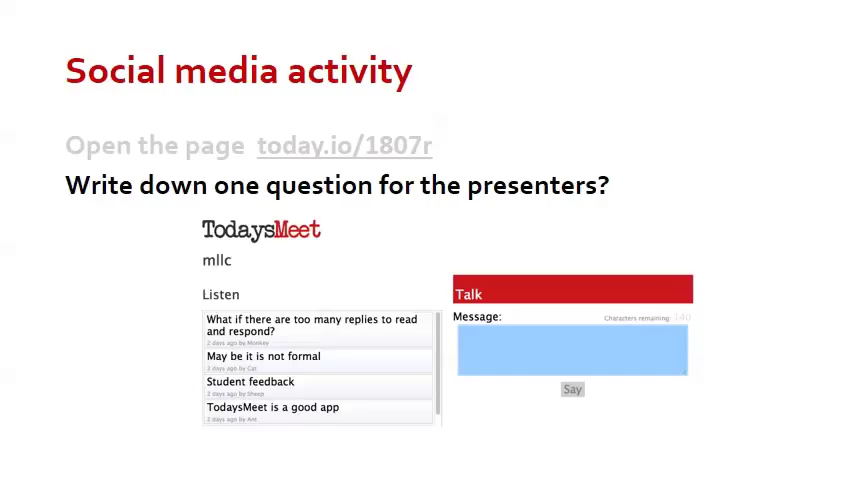 Social media activity
Open the page today.io/1807r
Write down one question for the presenters?
TodaysMeet
mllc
Listen
What if there are too many replies to read
and respond?
2 days ago by Monkey
May be it is not formal
2 days ago by Cat
Student feedback
2 days ago by Sheep
TodaysMeet is a good app
2 days ago by Ant
Talk
Message: Characters remaining: 140
Say